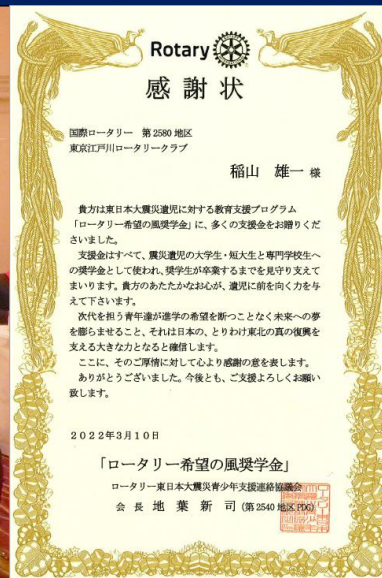 Rotary
感謝状
国際ロータリー 第2580地区
東京江戸川ロータリークラブ
稲山 雄一 様
貴方は東日本大震災遺児に対する教育支援プログラム
「ロータリー希望の風奨学金」に、多くの支援金をお贈りくだ
さいました。
支援金はすべて、震災遺児の大学生・短大生と専門学校生へ
の奨学金として使われ、奨学生が卒業するまでを見守り支えて
まいります。貴方のあたたかなお心が、遺児に前を向く力を与
えて下さいます。
次代を担う青年達が進学の希望を断つことなく未来への夢
を膨らませること、それは日本の、とりわけ東北の真の復興を
支える大きな力となると確信します。
ここに、そのご厚情に対して心より感謝の意を表します。
ありがとうございました。今後とも、ご支援よろしくお願い
致します。
2022年3月10日
「ロータリー希望の風奨学金」
ロータリー東日本大震災青少年支援連絡協議会
会長 地葉 新司 (第2540地区PDG)